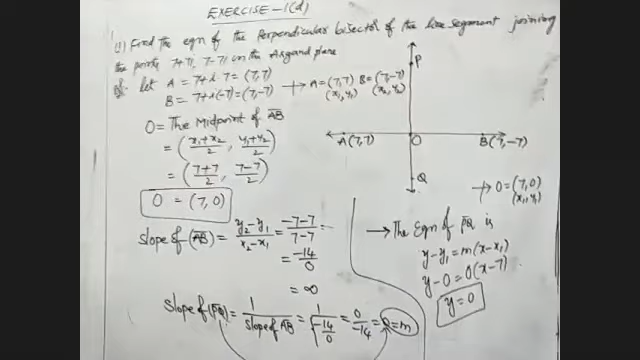 EXERCISE-1(d)
(1) Find the eqn of the Perpendicular bisector of the line segment joining
the points 7+7i, 7-7i in the Argand plane
Sol: let A = 7+i 7 = (7,7)
B = 7+i(-7) = (7,-7)
A = (7,7) B = (7,-7)
(x₁,y₁) (x₂,y₂)
O = The Midpoint of AB
= (x₁+x₂/2, y₁+y₂/2)
= (7+7/2, 7-7/2)
O = (7,0)
Slope of (AB) = y₂-y₁/x₂-x₁ = -7-7/7-7
= -14/0
= ∞
Slope of (PQ) = 1/slope of AB = 1/(-14/0) = 0/-14 = 0 = m
P
A(7,7)
O
B(7,-7)
Q
O = (7,0)
(x₁,y₁)
→ The Eqn of PQ is
y-y₁ = m(x-x₁)
y-0 = 0(x-7)
y = 0